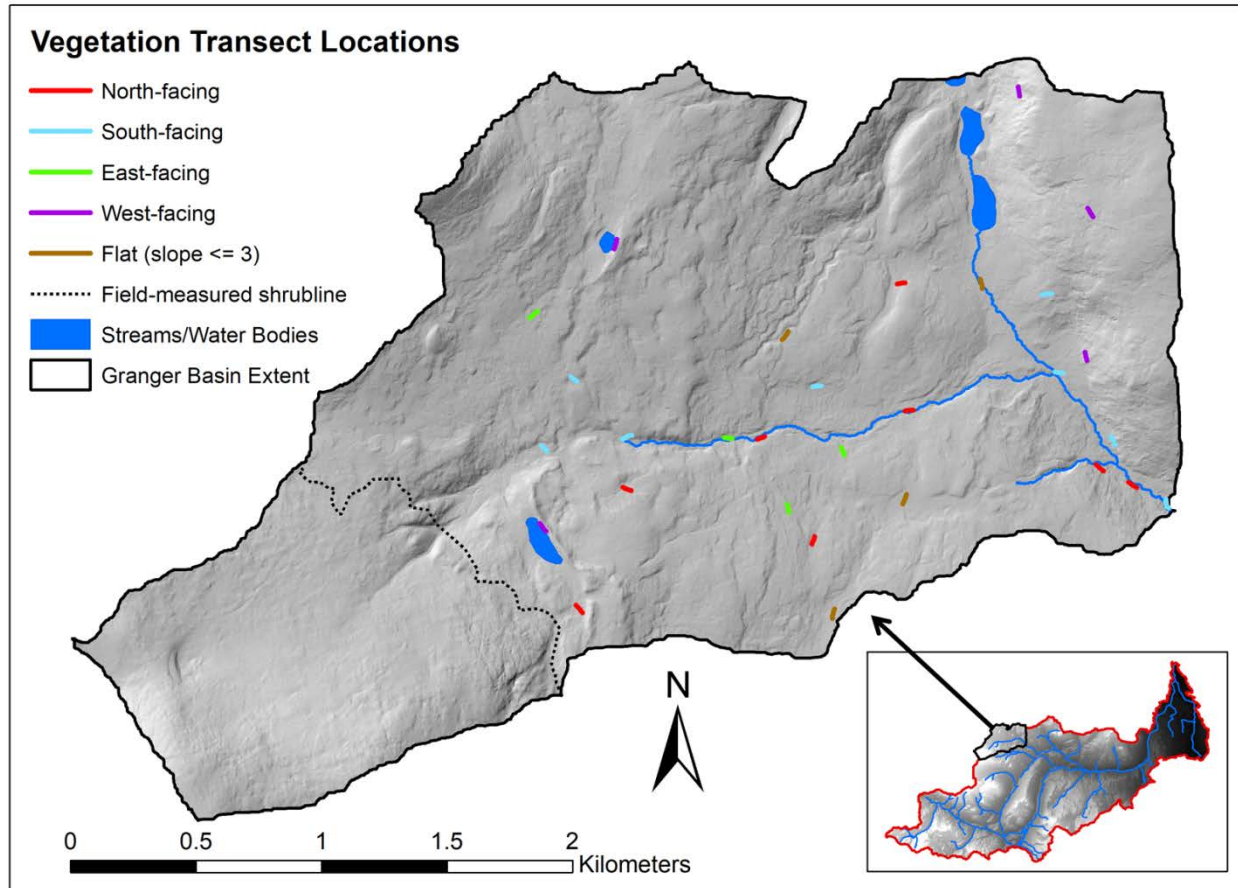 Vegetation Transect Locations
North-facing
South-facing
East-facing
West-facing
Flat (slope <= 3)
Field-measured shrubline
Streams/Water Bodies
Granger Basin Extent
N
0 0.5 1 1.5 2
Kilometers